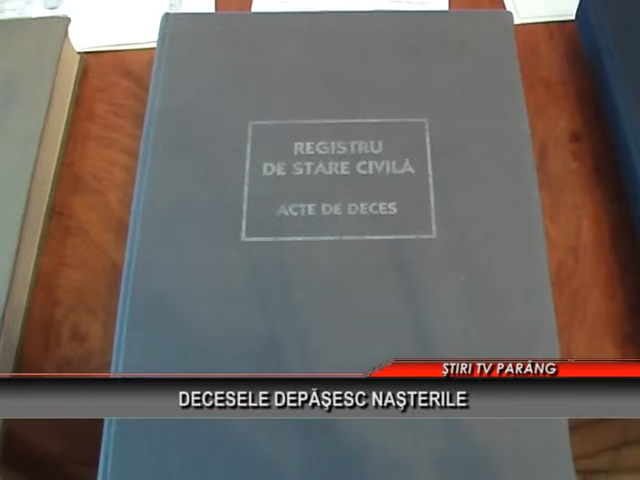 REGISTRU
DE STARE CIVILĂ
ACTE DE DECES
ŞTIRI TV PARÂNG
DECESELE DEPĂŞESC NAŞTERILE